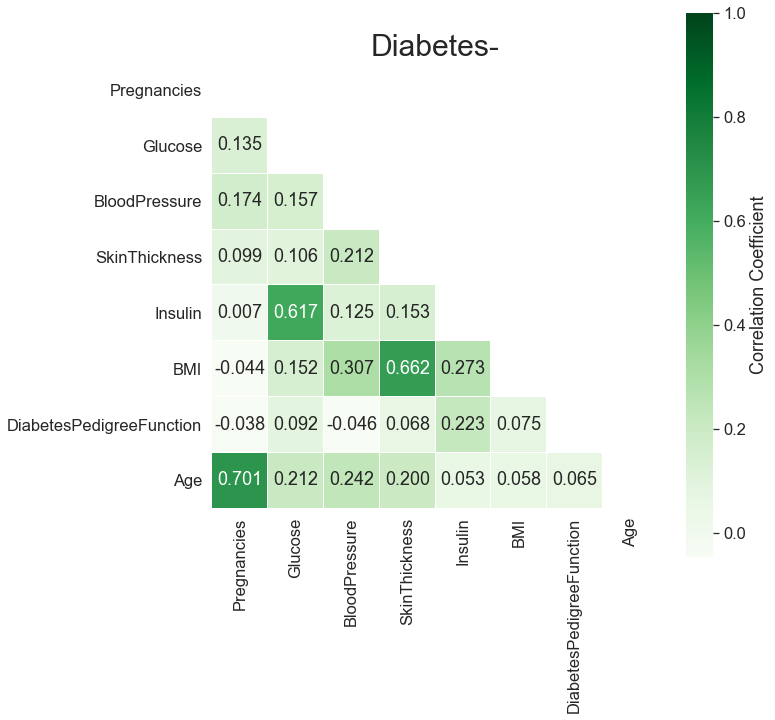 Diabetes-
Pregnancies
Glucose 0.135
BloodPressure 0.174 0.157
SkinThickness 0.099 0.106 0.212
Insulin 0.007 0.617 0.125 0.153
BMI -0.044 0.152 0.307 0.662 0.273
DiabetesPedigreeFunction -0.038 0.092 -0.046 0.068 0.223 0.075
Age 0.701 0.212 0.242 0.200 0.053 0.058 0.065
Pregnancies
Glucose
BloodPressure
SkinThickness
Insulin
BMI
DiabetesPedigreeFunction
Age
1.0
0.8
0.6
0.4
0.2
0.0
Correlation Coefficient